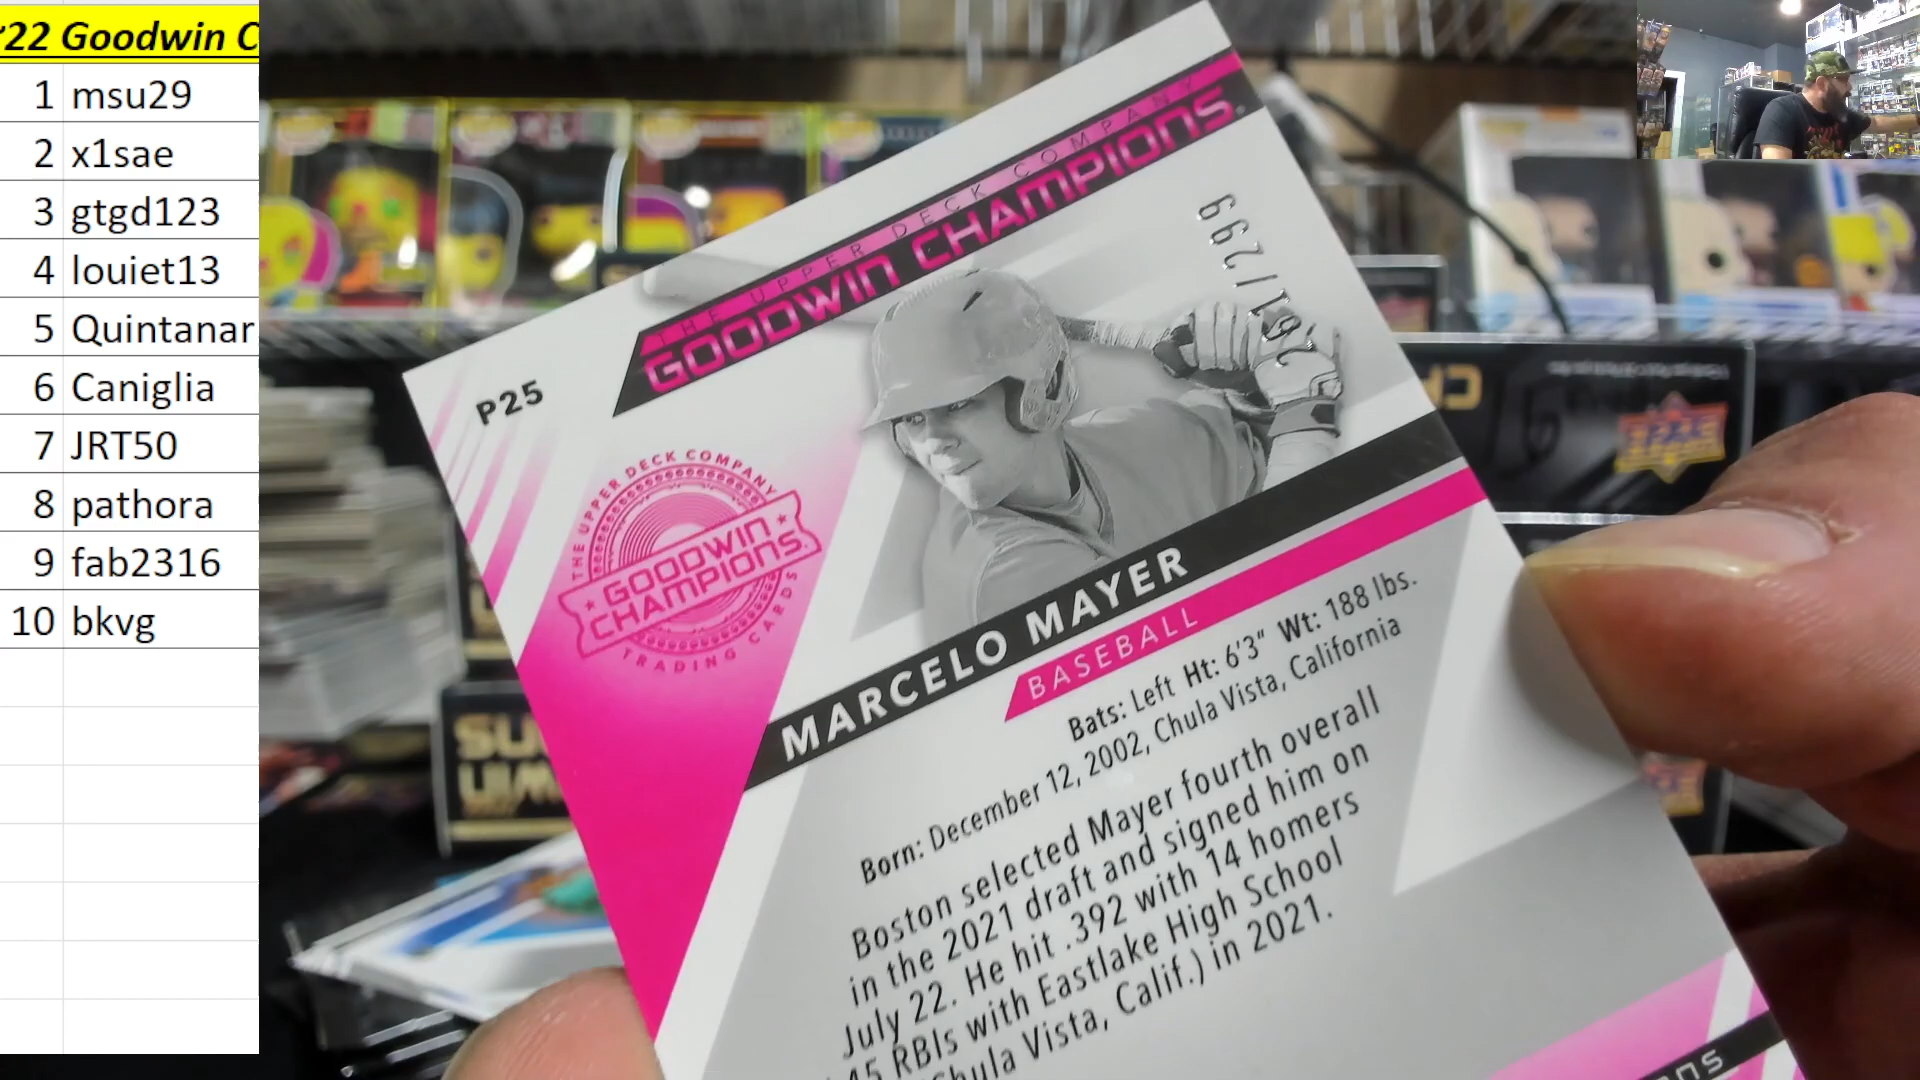 '22 Goodwin C
1 msu29
2 x1sae
3 gtgd123
4 louiet13
5 Quintanar
6 Caniglia
7 JRT50
8 pathora
9 fab2316
10 bkvg
THE UPPER DECK COMPANY
GOODWIN CHAMPIONS
261/299
P25
THE UPPER DECK COMPANY
GOODWIN
CHAMPIONS
TRADING CARDS
MARCELO MAYER
BASEBALL
Bats: Left Ht: 6'3" Wt: 188 lbs.
Born: December 12, 2002, Chula Vista, California
Boston selected Mayer fourth overall
in the 2021 draft and signed him on
July 22. He hit .392 with 14 homers
45 RBIs with Eastlake High School
Chula Vista, Calif.) in 2021.